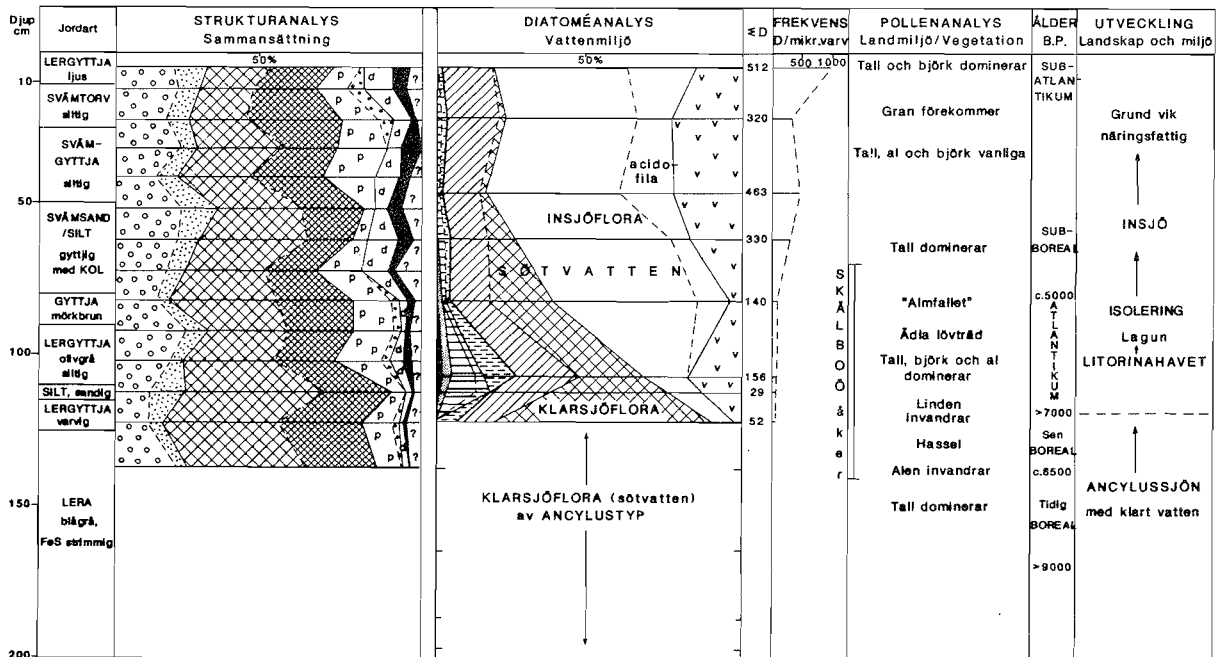 Djup
cm
Jordart
STRUKTURANALYS
Sammansättning
DIATOMÉANALYS
Vattenmiljö
≤D
FREKVENS
D/mikr.varv
POLLENANALYS
Landmiljö/Vegetation
ÅLDER
B.P.
UTVECKLING
Landskap och miljö
10
50
100
150
200
LERGYTTJA
ljus
SVÄMTORV
siltig
SVÄM-
GYTTJA
siltig
SVÄMSAND
/SILT
gyttjig
med KOL
GYTTJA
mörkbrun
LERGYTTJA
olivgrå
siltig
SILT, sandig
LERGYTTJA
varvig
LERA
blågrå,
FeS strimmig
50%
p d ?
50%
v v v
acido-
fila
INSJÖFLORA
SÖTVATTEN
KLARSJÖFLORA
KLARSJÖFLORA (sötvatten)
av ANCYLUSTYP
512
320
463
330
140
156
29
52
500 1000
SKÅLBOÖåker
Tall och björk dominerar
Gran förekommer
Tall, al och björk vanliga
Tall dominerar
"Almfallet"
Ädla lövträd
Tall, björk och al
dominerar
Linden
invandrar
Hassel
Alen invandrar
Tall dominerar
SUB-
ATLAN
TIKUM
SUB-
BOREAL
c.5000
ATLANTIKUM
>7000
Sen
BOREAL
c.8500
Tidig
BOREAL
>9000
Grund vik
näringsfattig
INSJÖ
ISOLERING
Lagun
LITORINAHAVET
ANCYLUSSJÖN
med klart vatten